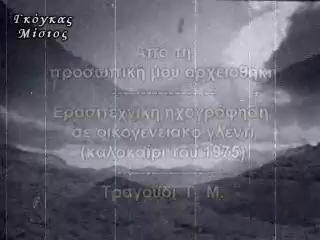 Γκόγκας
Μίσιος
Από τη
προσωπική μου αρχειοθήκη
Ερασιτεχνική ηχογράφηση
σε οικογενειακό γλέντι
(καλοκαίρι του 1975)
Τραγούδι Τ. Μ.